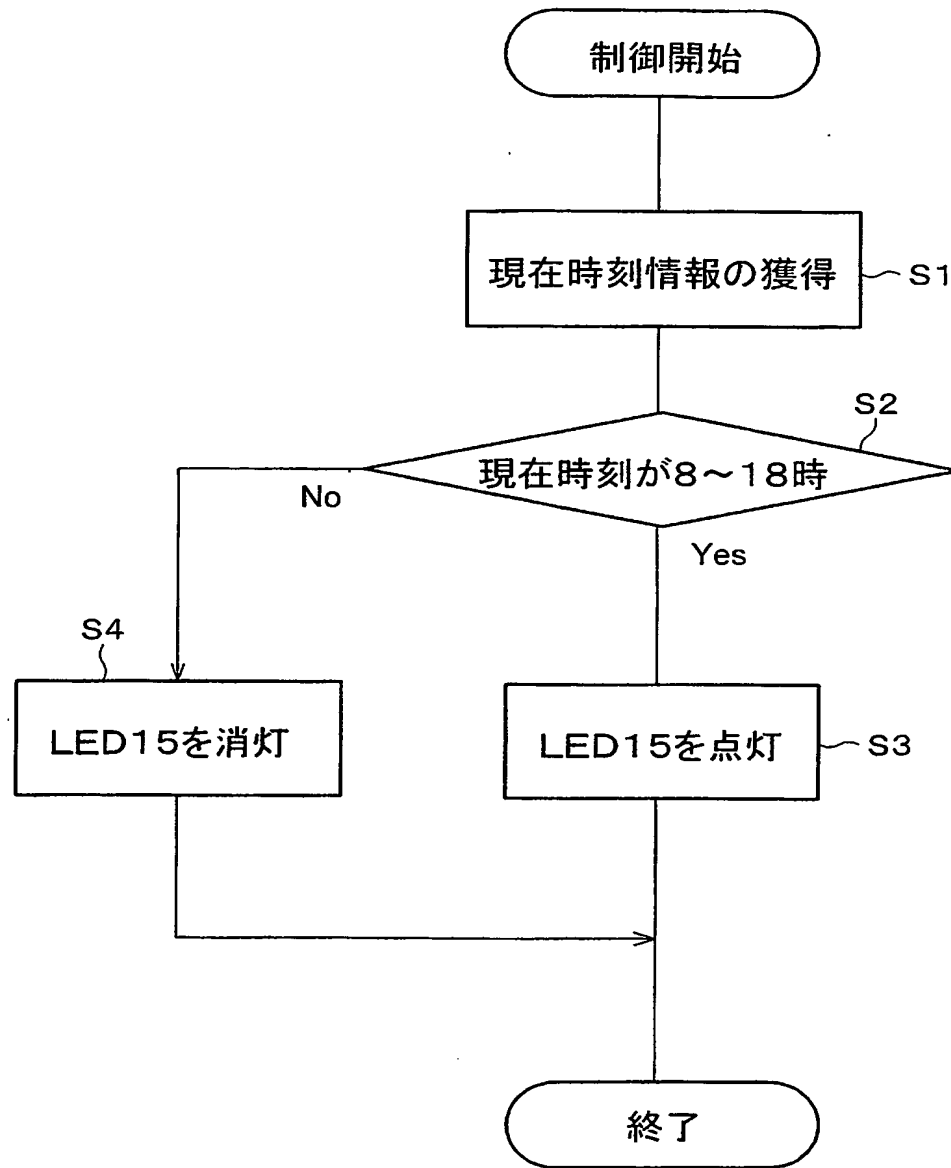 制御開始
現在時刻情報の獲得
S1
S2
現在時刻が8～18時
No
Yes
S4
LED15を消灯
LED15を点灯
S3
終了